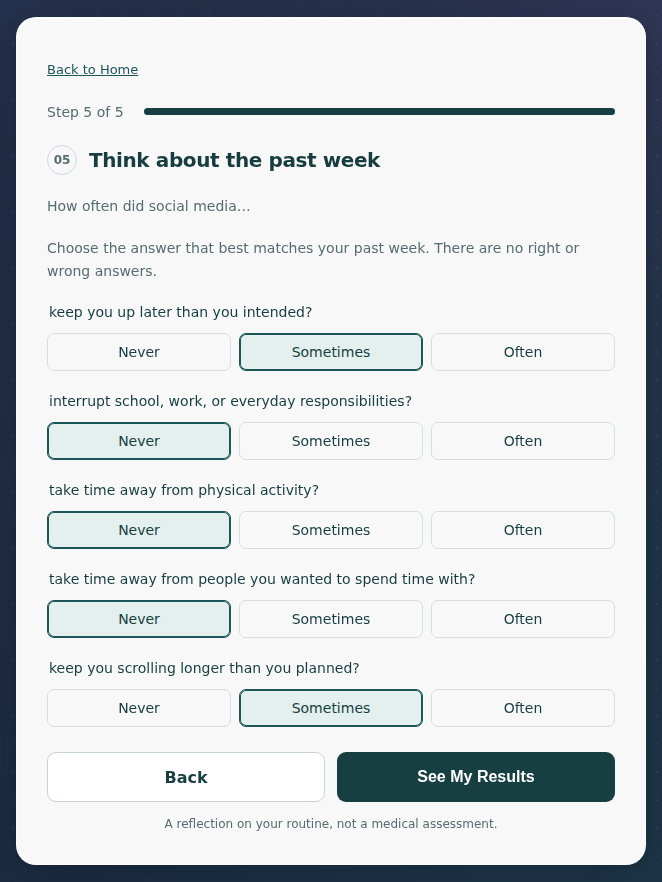 Back to Home
Step 5 of 5
05 Think about the past week
How often did social media...
Choose the answer that best matches your past week. There are no right or
wrong answers.
keep you up later than you intended?
Never Sometimes Often
interrupt school, work, or everyday responsibilities?
Never Sometimes Often
take time away from physical activity?
Never Sometimes Often
take time away from people you wanted to spend time with?
Never Sometimes Often
keep you scrolling longer than you planned?
Never Sometimes Often
Back See My Results
A reflection on your routine, not a medical assessment.